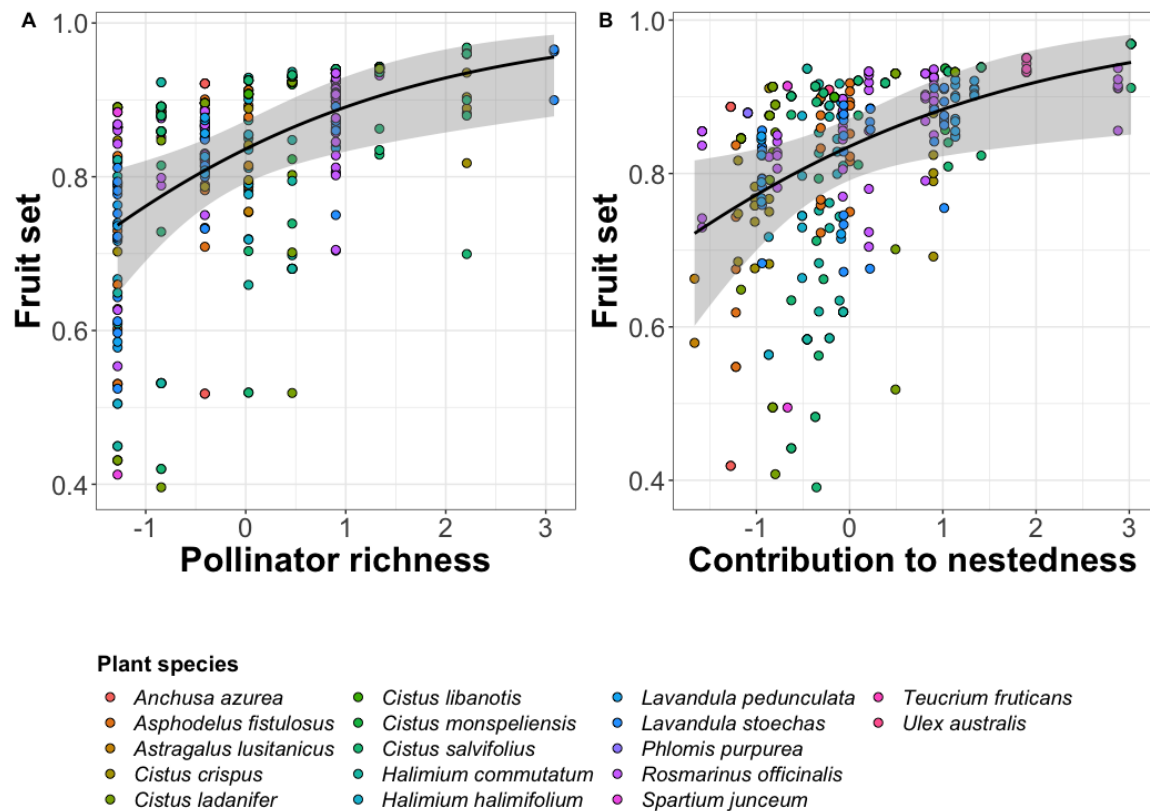 A
B
1.0
0.8
0.6
0.4
Fruit set
-1 0 1 2 3
Pollinator richness
1.0
0.8
0.6
0.4
Fruit set
-1 0 1 2 3
Contribution to nestedness
Plant species
Anchusa azurea
Asphodelus fistulosus
Astragalus lusitanicus
Cistus crispus
Cistus ladanifer
Cistus libanotis
Cistus monspeliensis
Cistus salvifolius
Halimium commutatum
Halimium halimifolium
Lavandula pedunculata
Lavandula stoechas
Phlomis purpurea
Rosmarinus officinalis
Spartium junceum
Teucrium fruticans
Ulex australis